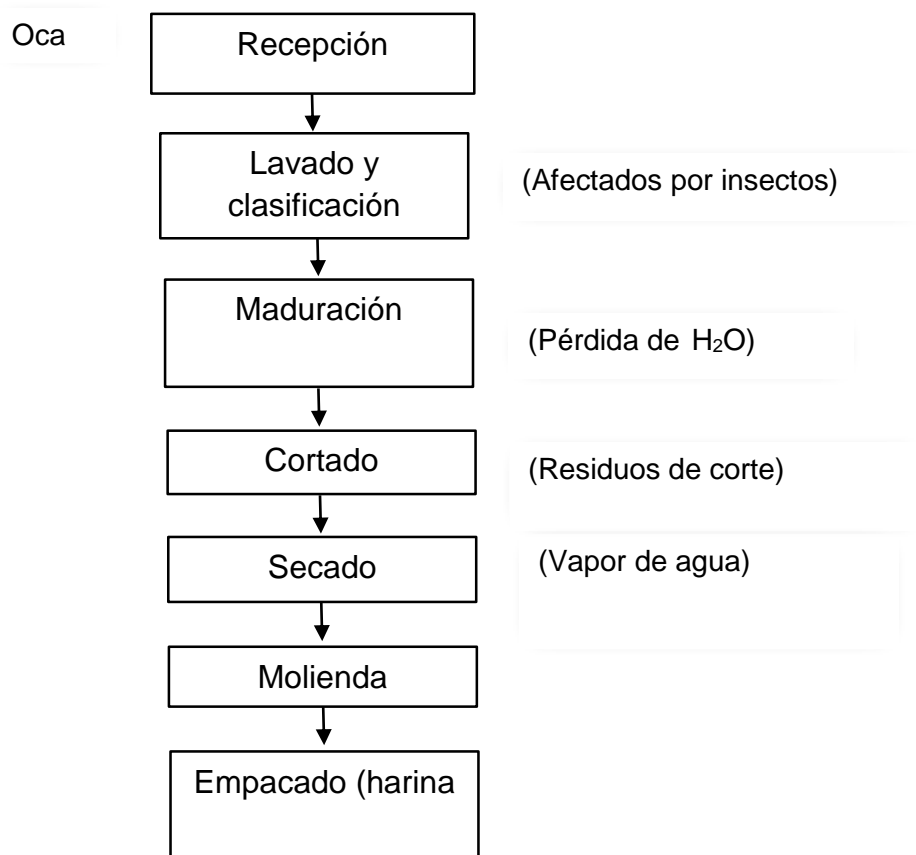 Oca
Recepción
Lavado y
clasificación
(Afectados por insectos)
Maduración
(Pérdida de H₂O)
Cortado
(Residuos de corte)
Secado
(Vapor de agua)
Molienda
Empacado (harina